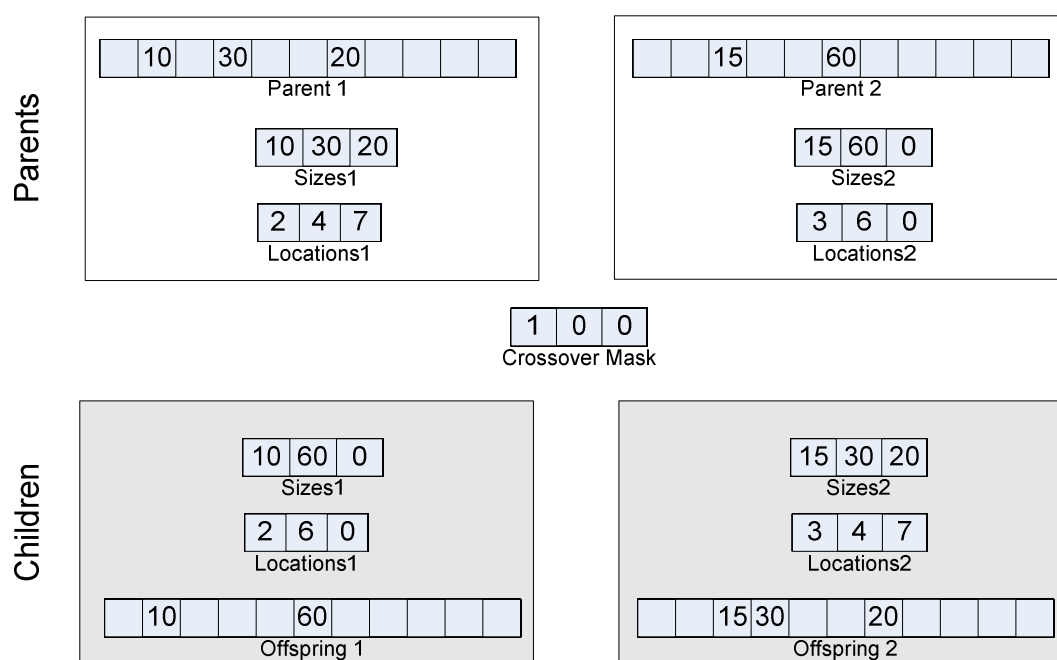 Parents
10 30 20
Parent 1
10 30 20
Sizes1
2 4 7
Locations1
15 60
Parent 2
15 60 0
Sizes2
3 6 0
Locations2
1 0 0
Crossover Mask
Children
10 60 0
Sizes1
2 6 0
Locations1
10 60
Offspring 1
15 30 20
Sizes2
3 4 7
Locations2
15 30 20
Offspring 2